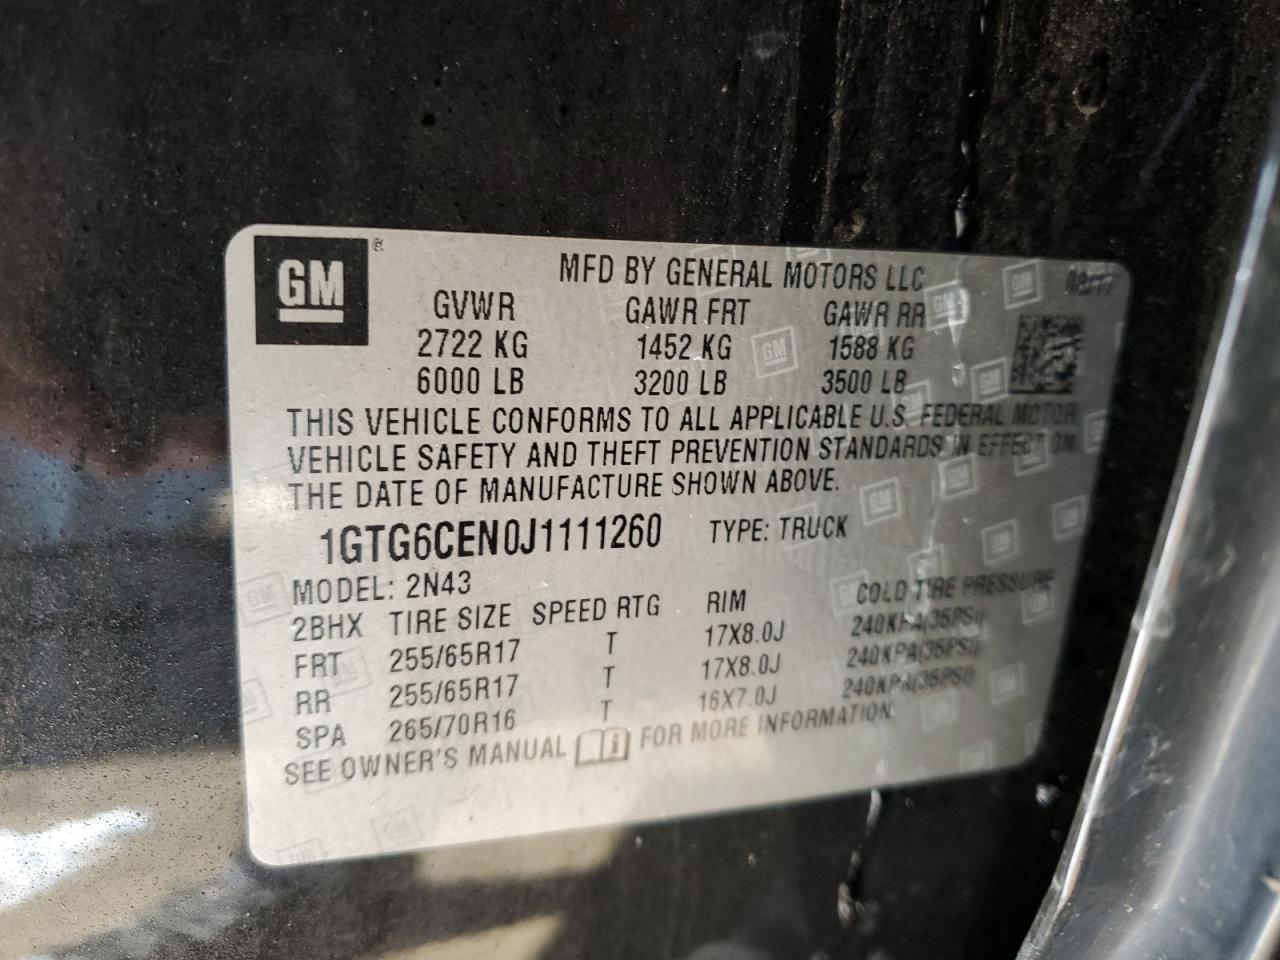 GM ®
MFD BY GENERAL MOTORS LLC 08/17
GVWR GAWR FRT GAWR RR
2722 KG 1452 KG 1588 KG
6000 LB 3200 LB 3500 LB
THIS VEHICLE CONFORMS TO ALL APPLICABLE U.S. FEDERAL MOTOR
VEHICLE SAFETY AND THEFT PREVENTION STANDARDS IN EFFECT ON
THE DATE OF MANUFACTURE SHOWN ABOVE.
1GTG6CEN0J1111260 TYPE: TRUCK
MODEL: 2N43
2BHX TIRE SIZE SPEED RTG RIM COLD TIRE PRESSURE
FRT 255/65R17 T 17X8.0J 240KPA(35PSI)
RR 255/65R17 T 17X8.0J 240KPA(35PSI)
SPA 265/70R16 T 16X7.0J 240KPA(35PSI)
SEE OWNER'S MANUAL FOR MORE INFORMATION.